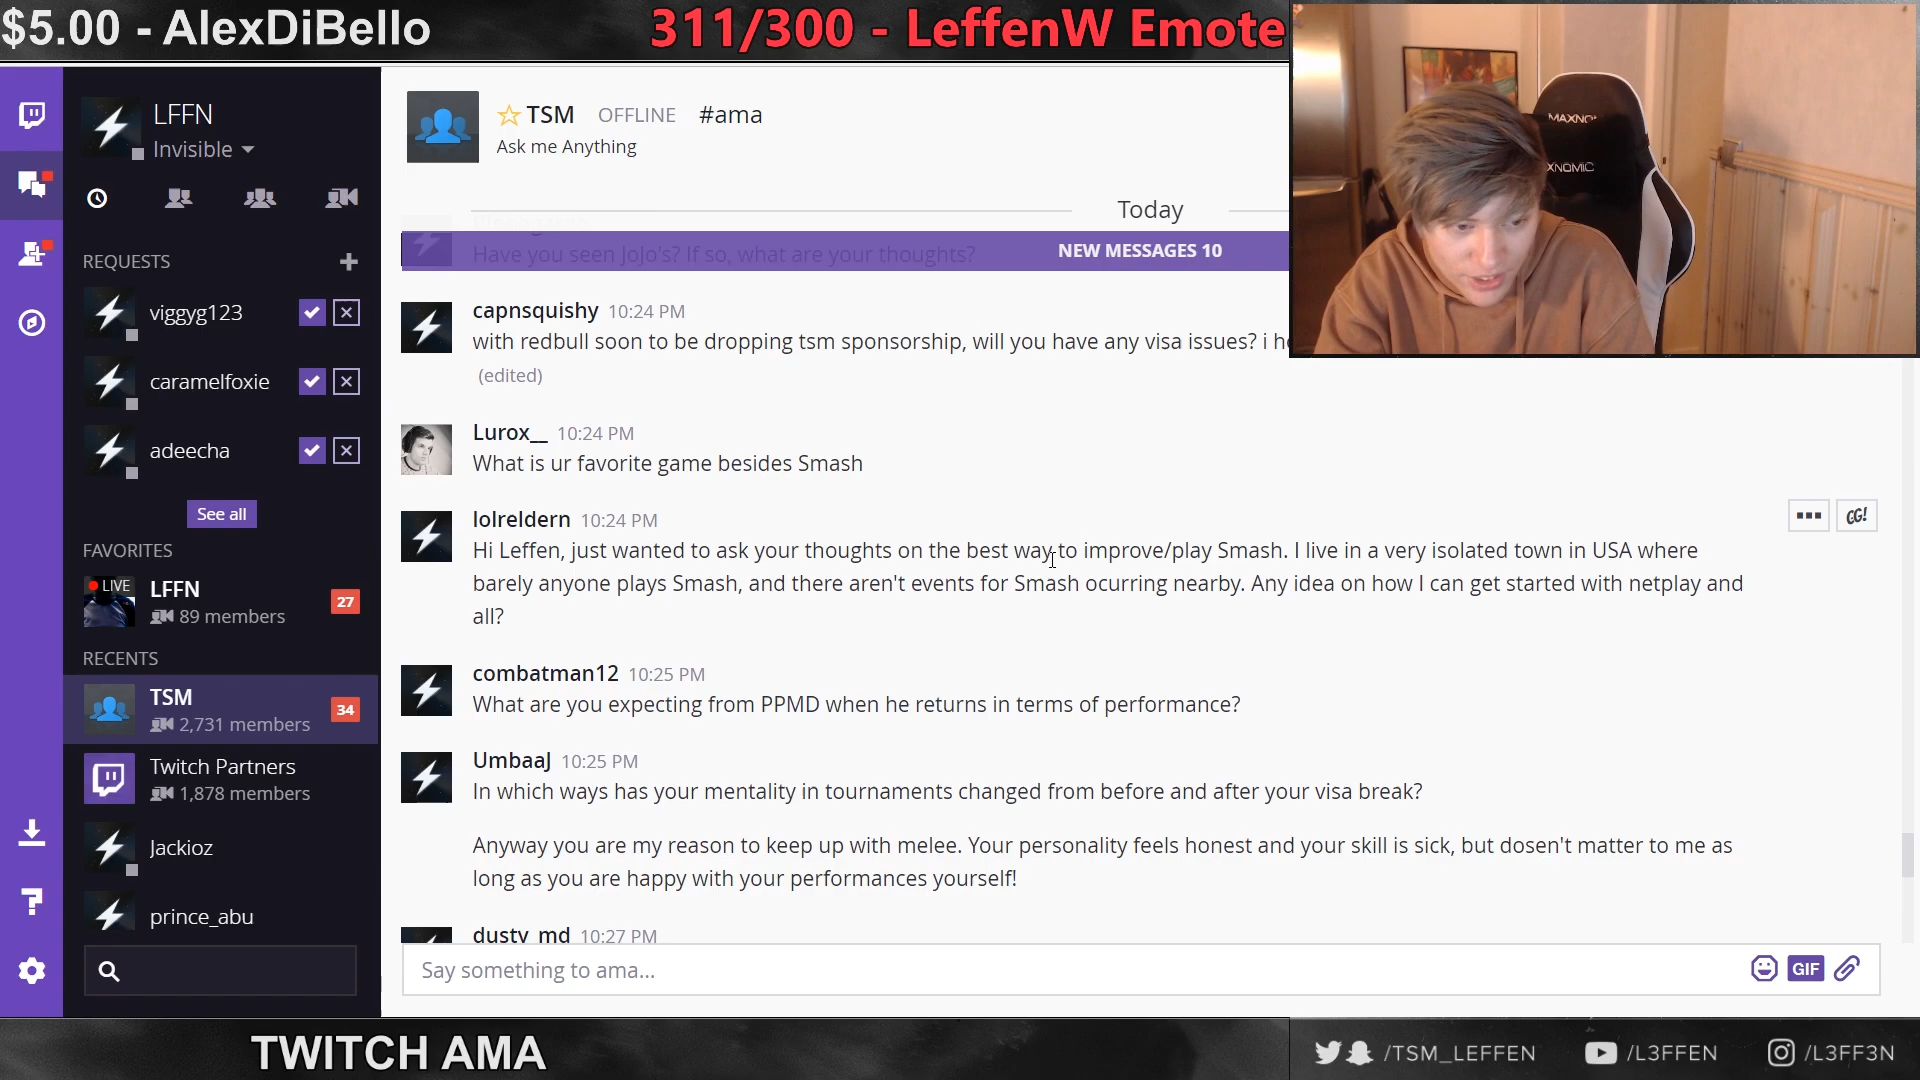 $5.00 - AlexDiBello
311/300 - LeffenW Emote
LFFN
Invisible
REQUESTS
viggyg123
caramelfoxie
adeecha
See all
FAVORITES
LIVE
LFFN
27
89 members
RECENTS
TSM
34
2,731 members
Twitch Partners
1,878 members
Jackioz
prince_abu
TSM OFFLINE #ama
Ask me Anything
Today
Have you seen JoJo's? If so, what are your thoughts?
NEW MESSAGES 10
capnsquishy 10:24 PM
with redbull soon to be dropping tsm sponsorship, will you have any visa issues? i
(edited)
Lurox__ 10:24 PM
What is ur favorite game besides Smash
lolreldern 10:24 PM
GG!
Hi Leffen, just wanted to ask your thoughts on the best way to improve/play Smash. I live in a very isolated town in USA where
barely anyone plays Smash, and there aren't events for Smash ocurring nearby. Any idea on how I can get started with netplay and
all?
combatman12 10:25 PM
What are you expecting from PPMD when he returns in terms of performance?
UmbaaJ 10:25 PM
In which ways has your mentality in tournaments changed from before and after your visa break?
Anyway you are my reason to keep up with melee. Your personality feels honest and your skill is sick, but dosen't matter to me as
long as you are happy with your performances yourself!
dusty_md 10:27 PM
Say something to ama...
GIF
MAXNO
XNOMIC
TWITCH AMA
/TSM_LEFFEN
/L3FFEN
/L3FF3N